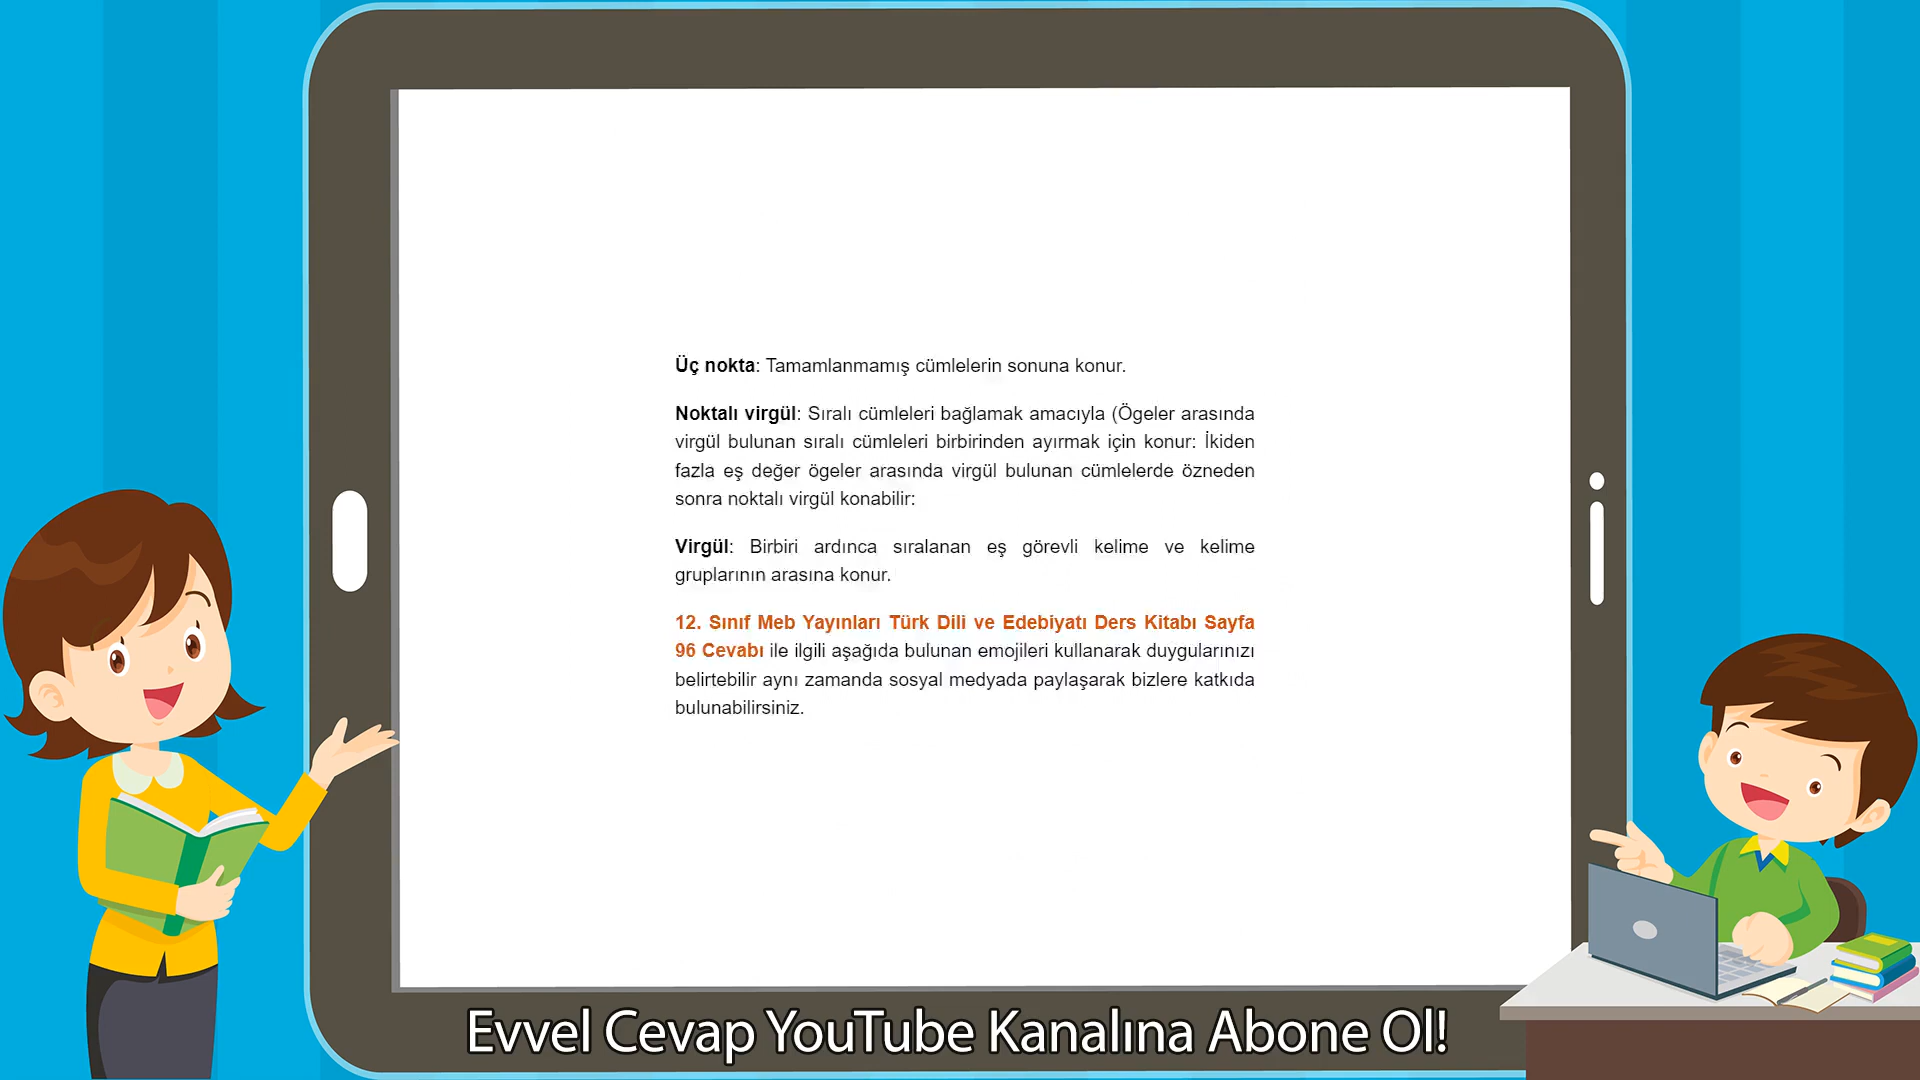 Üç nokta: Tamamlanmamış cümlelerin sonuna konur.
Noktalı virgül: Sıralı cümleleri bağlamak amacıyla (Ögeler arasında
virgül bulunan sıralı cümleleri birbirinden ayırmak için konur: İkiden
fazla eş değer ögeler arasında virgül bulunan cümlelerde özneden
sonra noktalı virgül konabilir:
Virgül: Birbiri ardınca sıralanan eş görevli kelime ve kelime
gruplarının arasına konur.
12. Sınıf Meb Yayınları Türk Dili ve Edebiyatı Ders Kitabı Sayfa
96 Cevabı ile ilgili aşağıda bulunan emojileri kullanarak duygularınızı
belirtebilir aynı zamanda sosyal medyada paylaşarak bizlere katkıda
bulunabilirsiniz.
Evvel Cevap YouTube Kanalına Abone Ol!